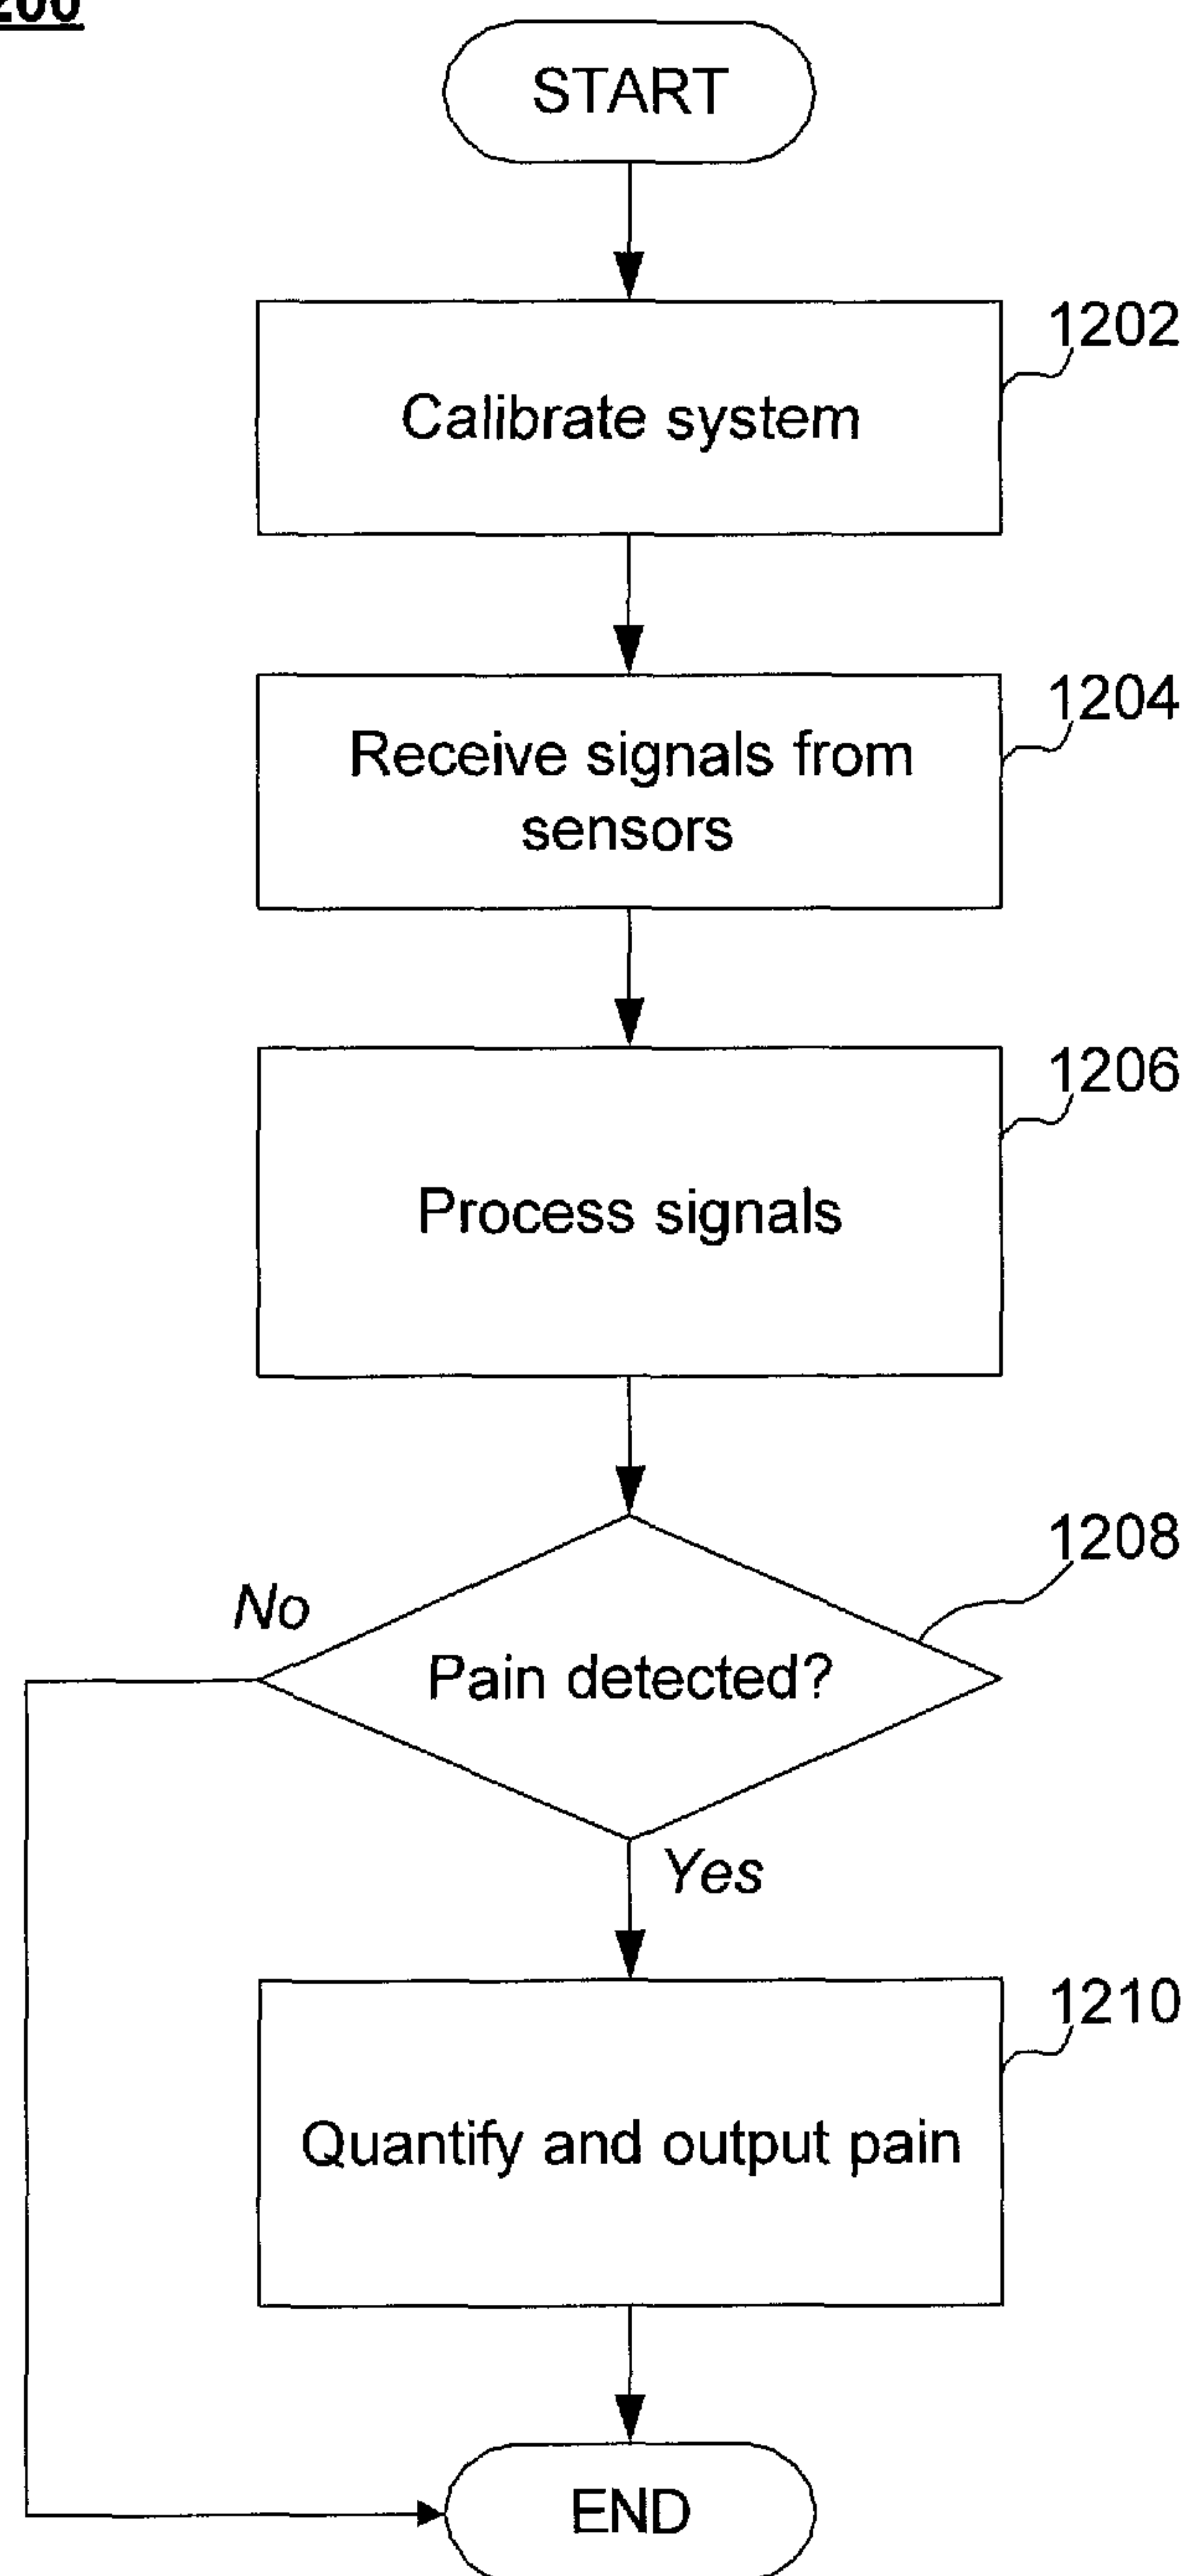 START
1202
Calibrate system
1204
Receive signals from
sensors
1206
Process signals
1208
No
Pain detected?
Yes
1210
Quantify and output pain
END